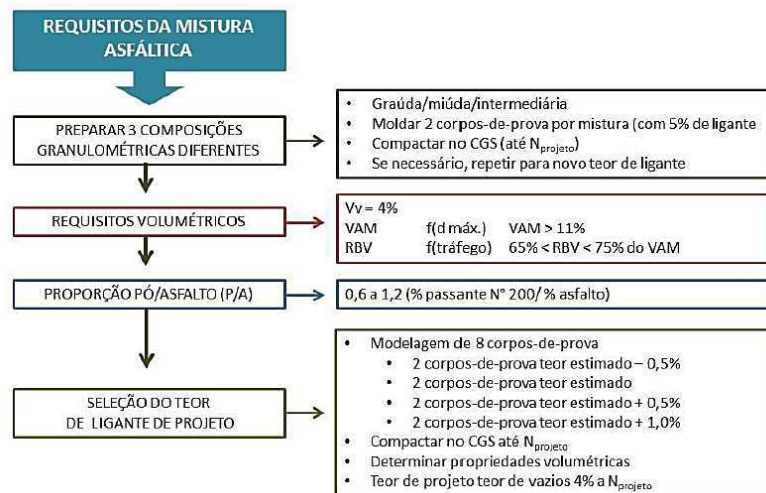 REQUISITOS DA MISTURA
ASFÁLTICA
PREPARAR 3 COMPOSIÇÕES
GRANULOMÉTRICAS DIFERENTES
• Graúda/miúda/intermediária
• Moldar 2 corpos-de-prova por mistura (com 5% de ligante
• Compactar no CGS (até Nprojeto)
• Se necessário, repetir para novo teor de ligante
REQUISITOS VOLUMÉTRICOS
Vv = 4%
VAM f(d máx.) VAM > 11%
RBV f(tráfego) 65% < RBV < 75% do VAM
PROPORÇÃO PÓ/ASFALTO (P/A)
0,6 a 1,2 (% passante N° 200/ % asfalto)
SELEÇÃO DO TEOR
DE LIGANTE DE PROJETO
• Modelagem de 8 corpos-de-prova
• 2 corpos-de-prova teor estimado – 0,5%
• 2 corpos-de-prova teor estimado
• 2 corpos-de-prova teor estimado + 0,5%
• 2 corpos-de-prova teor estimado + 1,0%
• Compactar no CGS até Nprojeto
• Determinar propriedades volumétricas
• Teor de projeto teor de vazios 4% a Nprojeto